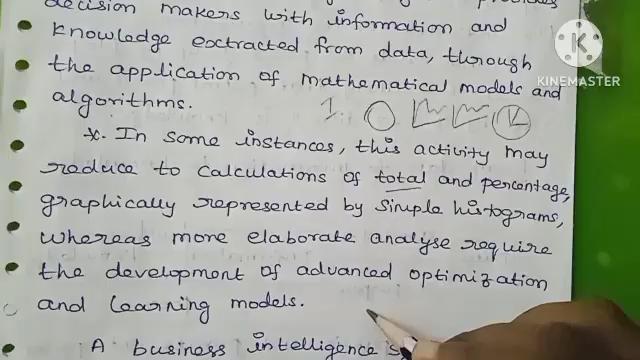 decision makers with information and
knowledge extracted from data, through
the application of mathematical models and
algorithms.
*. In some instances, this activity may
reduce to calculations of total and percentage,
graphically represented by simple histograms,
whereas more elaborate analyse require
the development of advanced optimization
and learning models.
A business intelligence
KINEMASTER